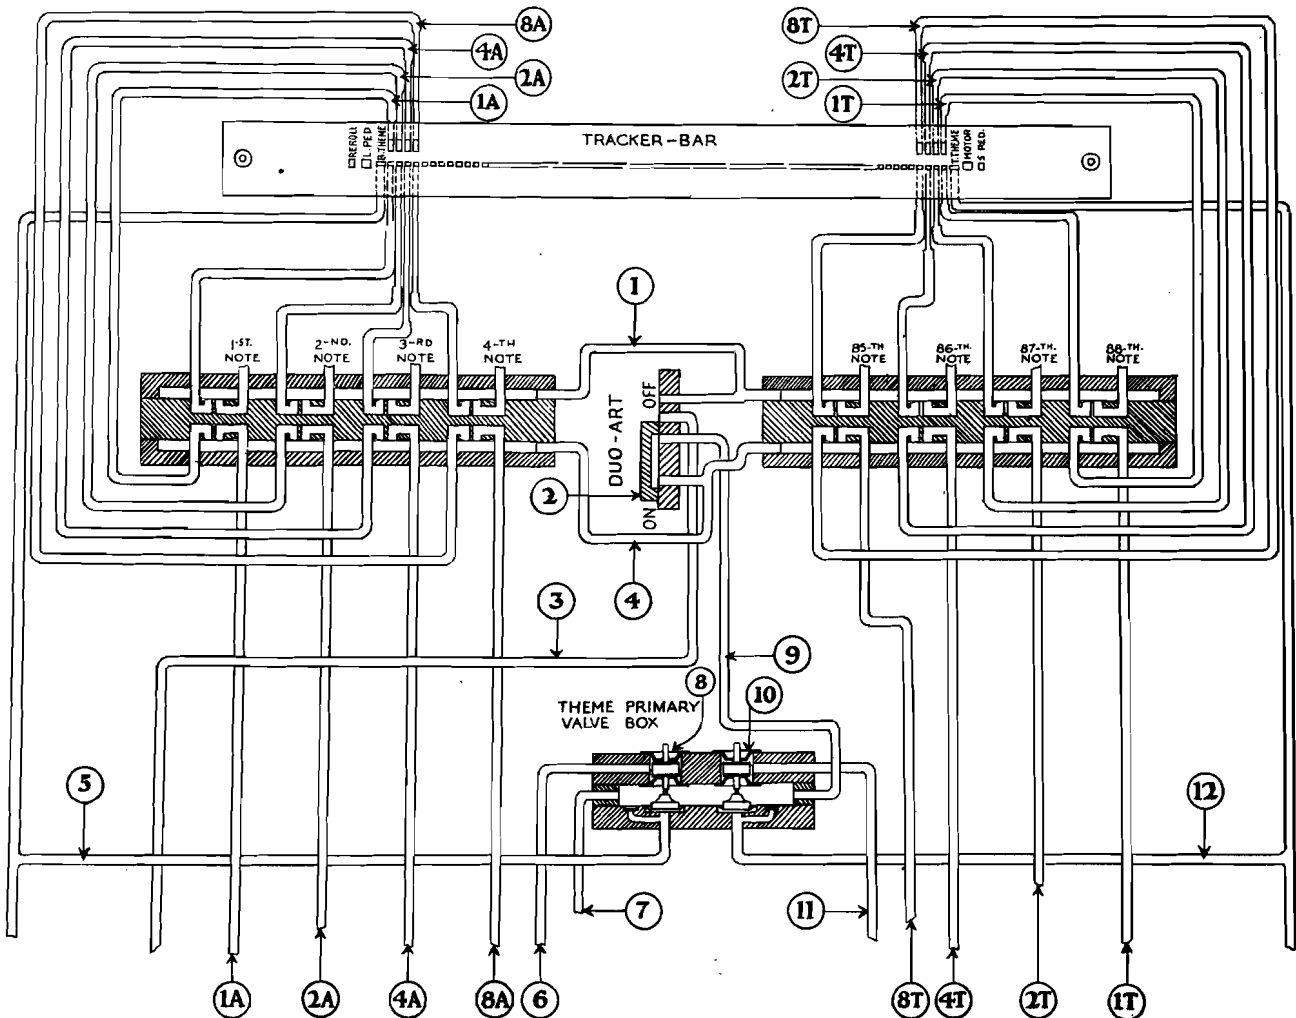 8A
8T
4A
4T
2A
2T
1A
1T
TRACKER-BAR
REROLL
L. PED.
B. THEME
T. THEME
MOTOR
S. PED.
1
1-ST. NOTE
2-ND. NOTE
3-RD NOTE
4-TH NOTE
85-TH NOTE
86-TH. NOTE
87-TH. NOTE
88-TH. NOTE
DUO-ART
OFF
ON
2
4
3
9
8
10
THEME PRIMARY
VALVE BOX
5
12
7
11
1A
2A
4A
8A
6
8T
4T
2T
1T